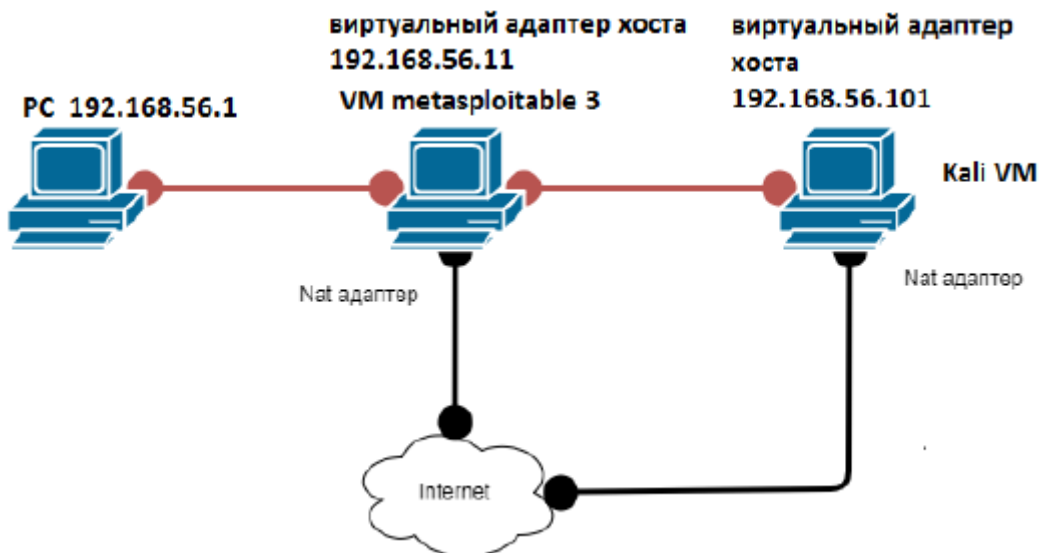 PC 192.168.56.1
виртуальный адаптер хоста
192.168.56.11
VM metasploitable 3
виртуальный адаптер
хоста
192.168.56.101
Kali VM
Nat адаптер
Nat адаптер
Internet